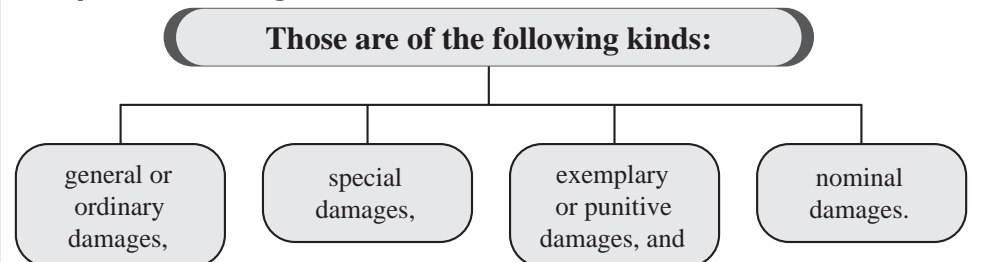 Those are of the following kinds:
general or
ordinary
damages,
special
damages,
exemplary
or punitive
damages, and
nominal
damages.